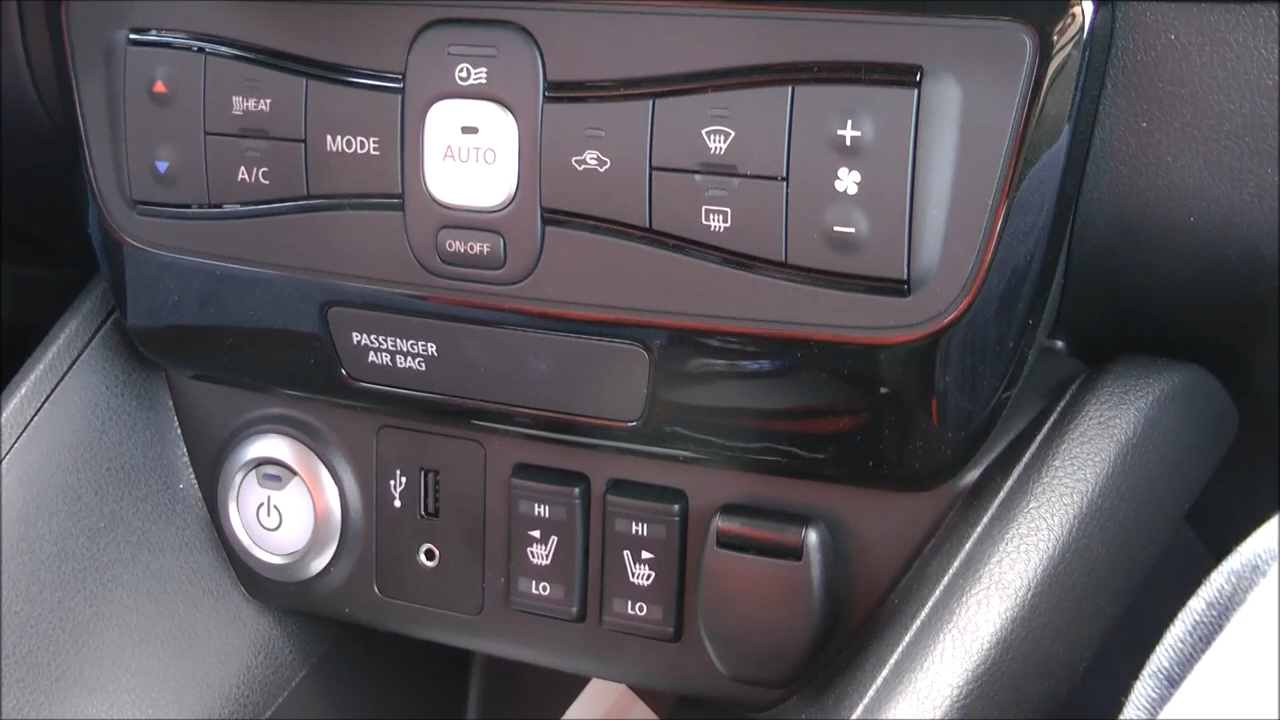 HEAT
A/C
MODE
AUTO
ON·OFF
PASSENGER
AIR BAG
HI
LO
HI
LO